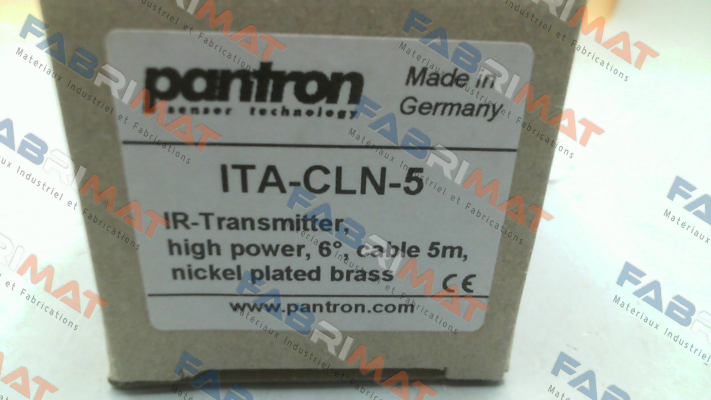 pantron
sensor technology
Made in
Germany
ITA-CLN-5
IR-Transmitter,
high power, 6°, cable 5m,
nickel plated brass
CE
www.pantron.com
FABRIMAT
Materiaux Industriel et Fabrications